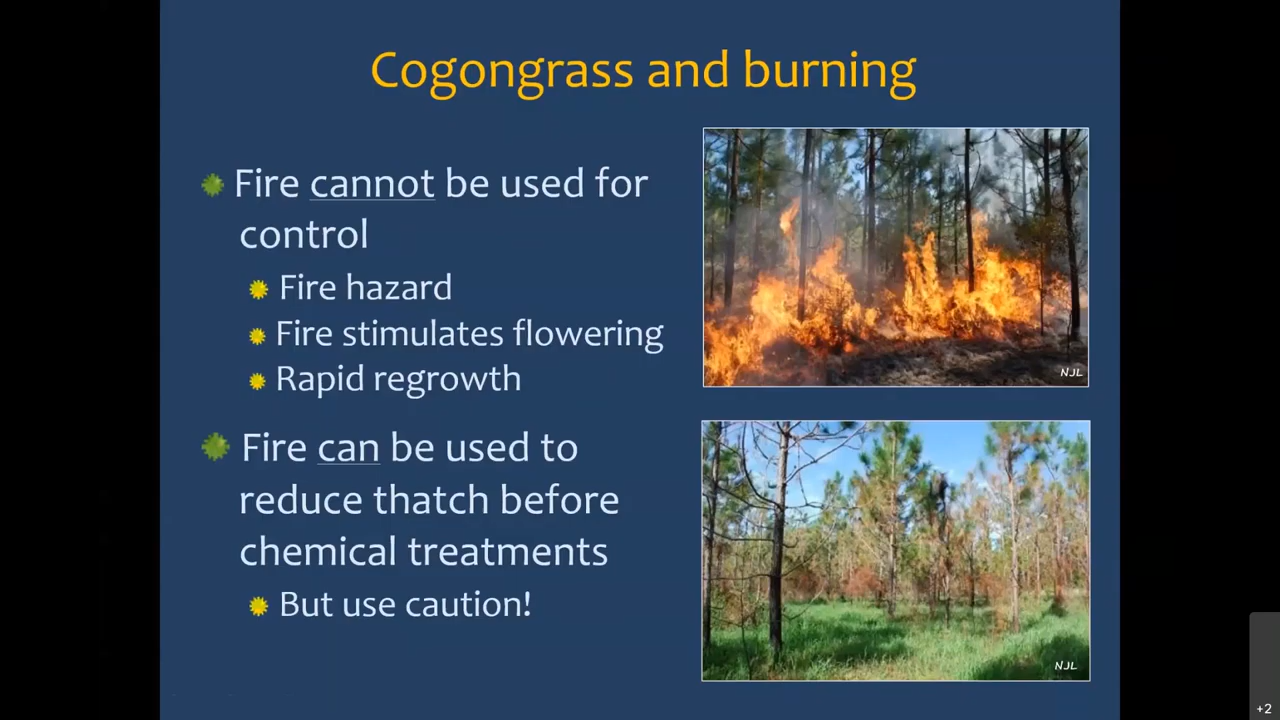 Cogongrass and burning
Fire cannot be used for
control
Fire hazard
Fire stimulates flowering
Rapid regrowth
Fire can be used to
reduce thatch before
chemical treatments
But use caution!
NJL
NJL
+2